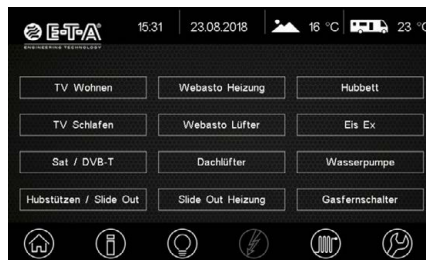 E-T-A
ENGINEERING TECHNOLOGY
15:31 23.08.2018 16 °C 23 °C
TV Wohnen Webasto Heizung Hubbett
TV Schlafen Webasto Lüfter Eis Ex
Sat / DVB-T Dachlüfter Wasserpumpe
Hubstützen / Slide Out Slide Out Heizung Gasfernschalter